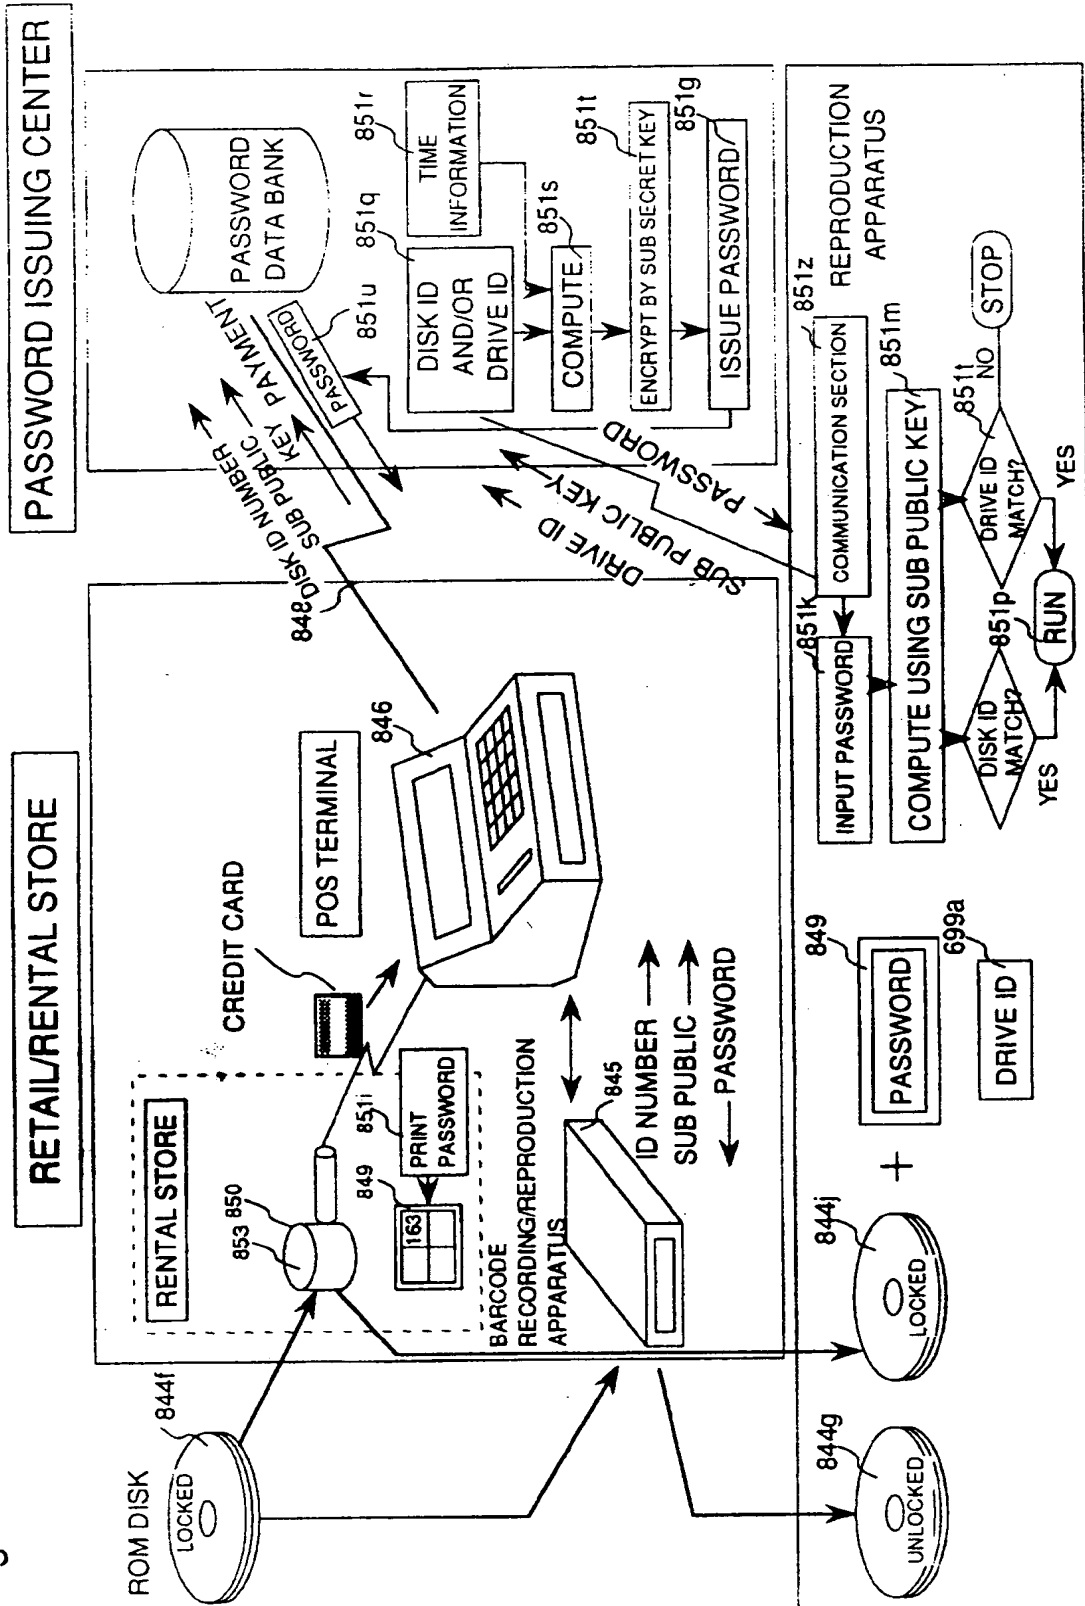 PASSWORD ISSUING CENTER
RETAIL/RENTAL STORE
ROM DISK
844f
LOCKED
RENTAL STORE
853
850
851i
PRINT
PASSWORD
849
163
CREDIT CARD
POS TERMINAL
846
BARCODE
RECORDING/REPRODUCTION
APPARATUS
845
ID NUMBER
SUB PUBLIC
PASSWORD
848
DISK ID NUMBER
SUB PUBLIC
KEY
PAYMENT
PASSWORD
851u
PASSWORD
DATA BANK
851q
DISK ID
AND/OR
DRIVE ID
851r
TIME
INFORMATION
851s
COMPUTE
851t
ENCRYPT BY SUB SECRET KEY
851g
ISSUE PASSWORD
PASSWORD
SUB PUBLIC KEY
DRIVE ID
844g
UNLOCKED
844j
LOCKED
+
849
PASSWORD
699a
DRIVE ID
REPRODUCTION
APPARATUS
851z
COMMUNICATION SECTION
851k
INPUT PASSWORD
851m
COMPUTE USING SUB PUBLIC KEY
DISK ID
MATCH?
YES
851p
RUN
DRIVE ID
MATCH?
851t
NO
YES
STOP